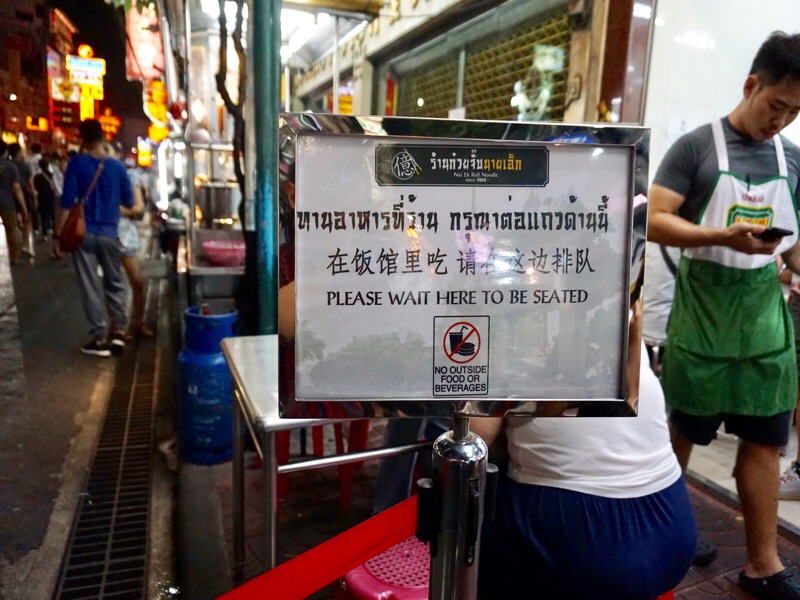 億 ร้านก๋วยจั๊บนายเอ็ก
Nai Ek Roll Noodle
since 1960
ทานอาหารที่ร้าน กรุณาต่อแถวด้านนี้
在饭馆里吃 请在这边排队
PLEASE WAIT HERE TO BE SEATED
NO OUTSIDE
FOOD OR
BEVERAGES